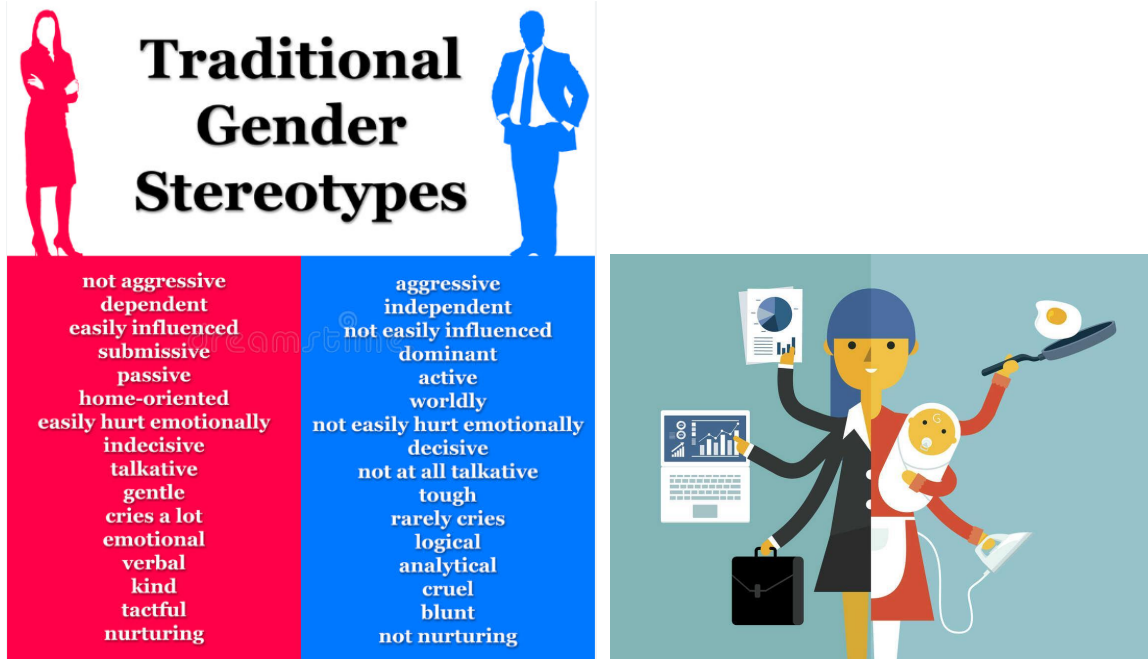 Traditional
Gender
Stereotypes
not aggressive
dependent
easily influenced
submissive
passive
home-oriented
easily hurt emotionally
indecisive
talkative
gentle
cries a lot
emotional
verbal
kind
tactful
nurturing
aggressive
independent
not easily influenced
dominant
active
worldly
not easily hurt emotionally
decisive
not at all talkative
tough
rarely cries
logical
analytical
cruel
blunt
not nurturing
dreamstime